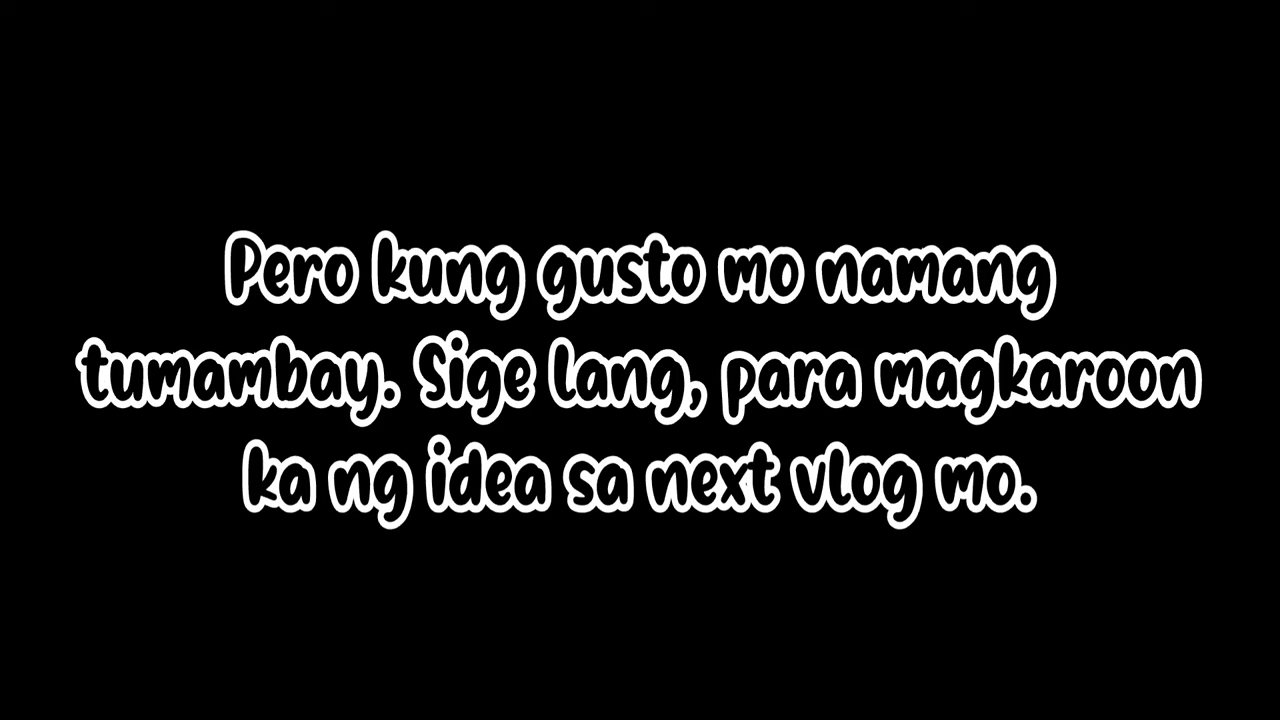 Pero kung gusto mo namang
tumambay. Sige lang, para magkaroon
ka ng idea sa next vlog mo.